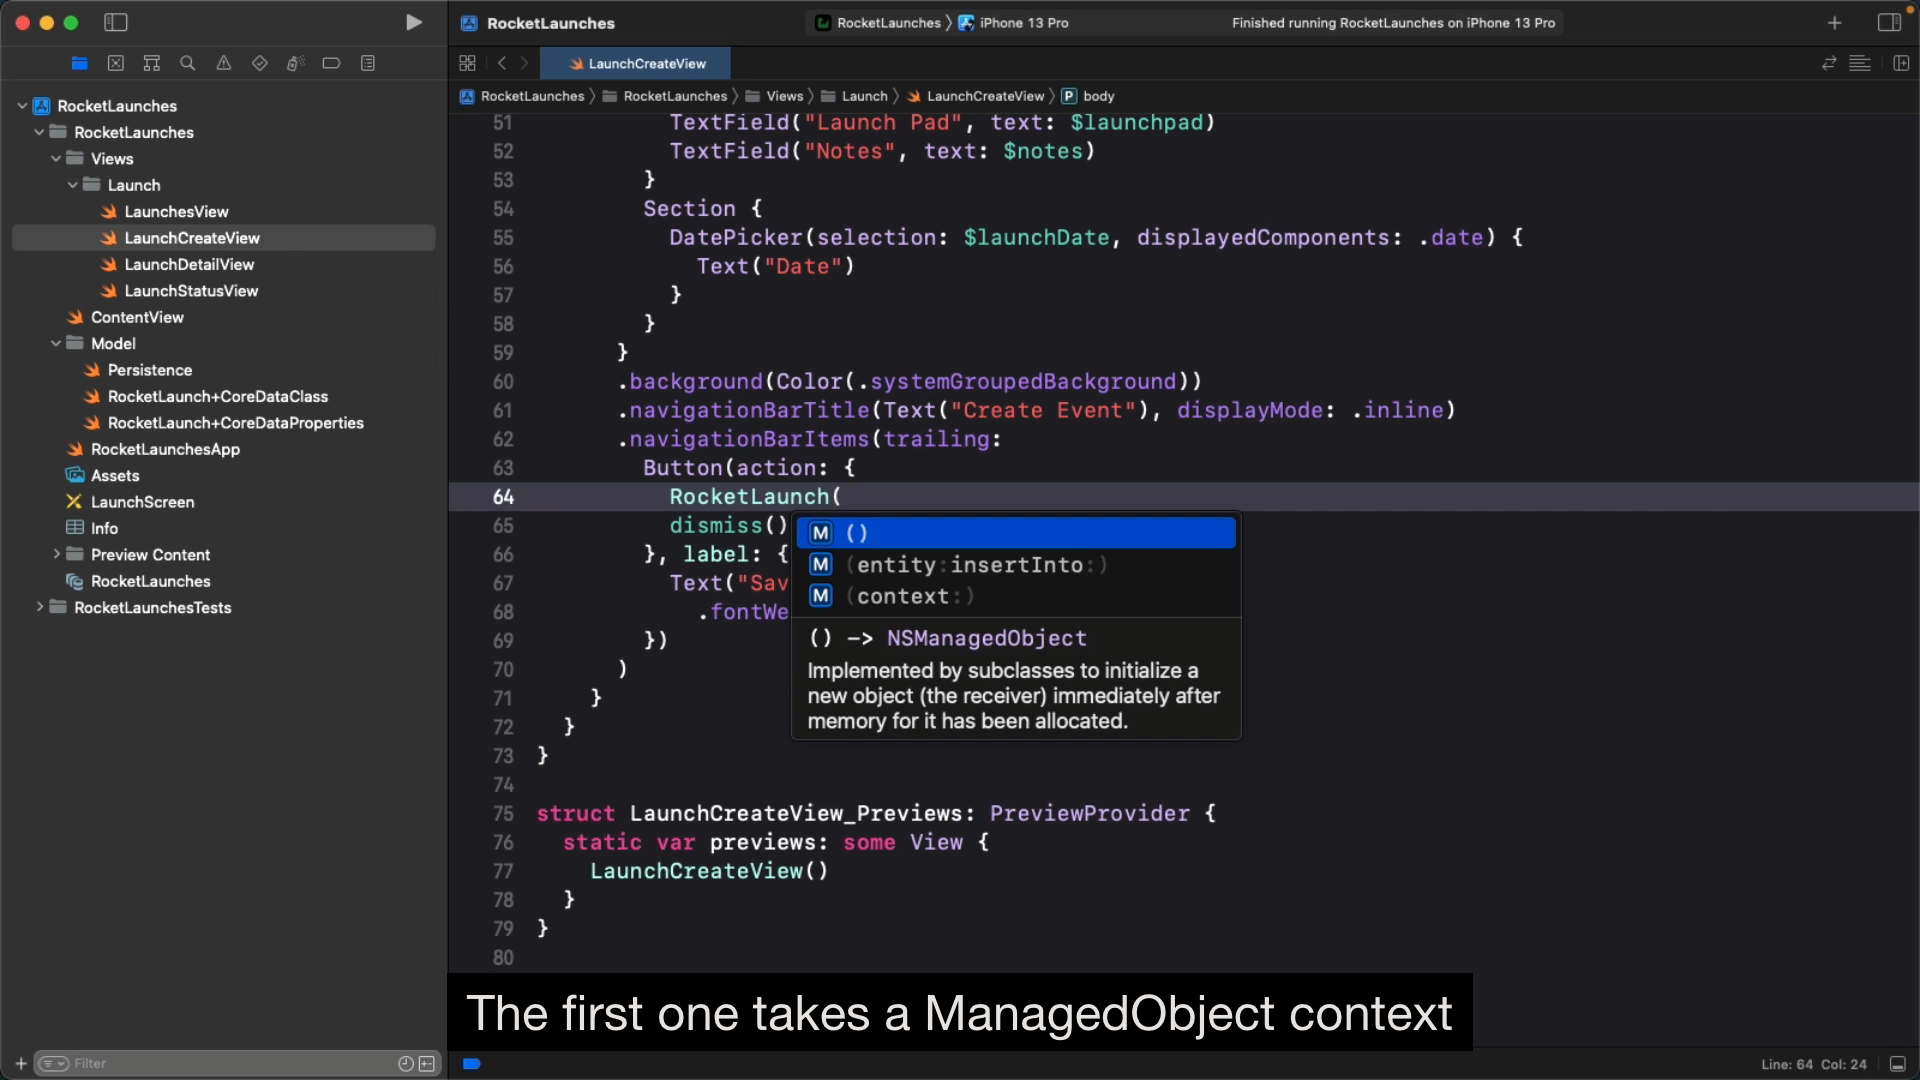 RocketLaunches
RocketLaunches 〉 iPhone 13 Pro
Finished running RocketLaunches on iPhone 13 Pro
LaunchCreateView
RocketLaunches 〉 RocketLaunches 〉 Views 〉 Launch 〉 LaunchCreateView 〉 P body
RocketLaunches
RocketLaunches
Views
Launch
LaunchesView
LaunchCreateView
LaunchDetailView
LaunchStatusView
ContentView
Model
Persistence
RocketLaunch+CoreDataClass
RocketLaunch+CoreDataProperties
RocketLaunchesApp
Assets
LaunchScreen
Info
Preview Content
RocketLaunches
RocketLaunchesTests
Filter
51 TextField("Launch Pad", text: $launchpad)
52 TextField("Notes", text: $notes)
53 }
54 Section {
55 DatePicker(selection: $launchDate, displayedComponents: .date) {
56 Text("Date")
57 }
58 }
59 }
60 .background(Color(.systemGroupedBackground))
61 .navigationBarTitle(Text("Create Event"), displayMode: .inline)
62 .navigationBarItems(trailing:
63 Button(action: {
64 RocketLaunch(
65 dismiss()
66 }, label: {
67 Text("Sav
68 .fontWe
69 })
70 )
71 }
72 }
73 }
74
75 struct LaunchCreateView_Previews: PreviewProvider {
76 static var previews: some View {
77 LaunchCreateView()
78 }
79 }
80
M ()
M (entity:insertInto:)
M (context:)
() -> NSManagedObject
Implemented by subclasses to initialize a
new object (the receiver) immediately after
memory for it has been allocated.
The first one takes a ManagedObject context
Line: 64 Col: 24